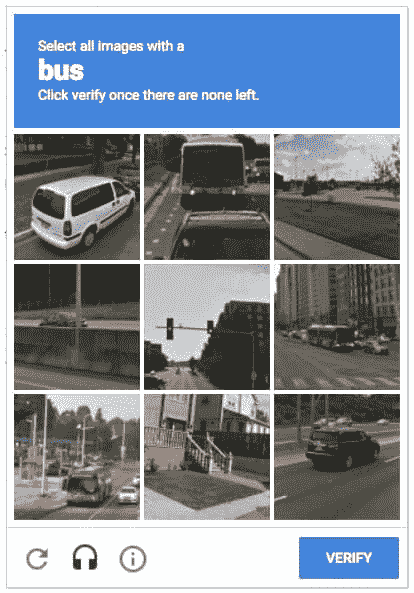 Select all images with a
bus
Click verify once there are none left.
VERIFY